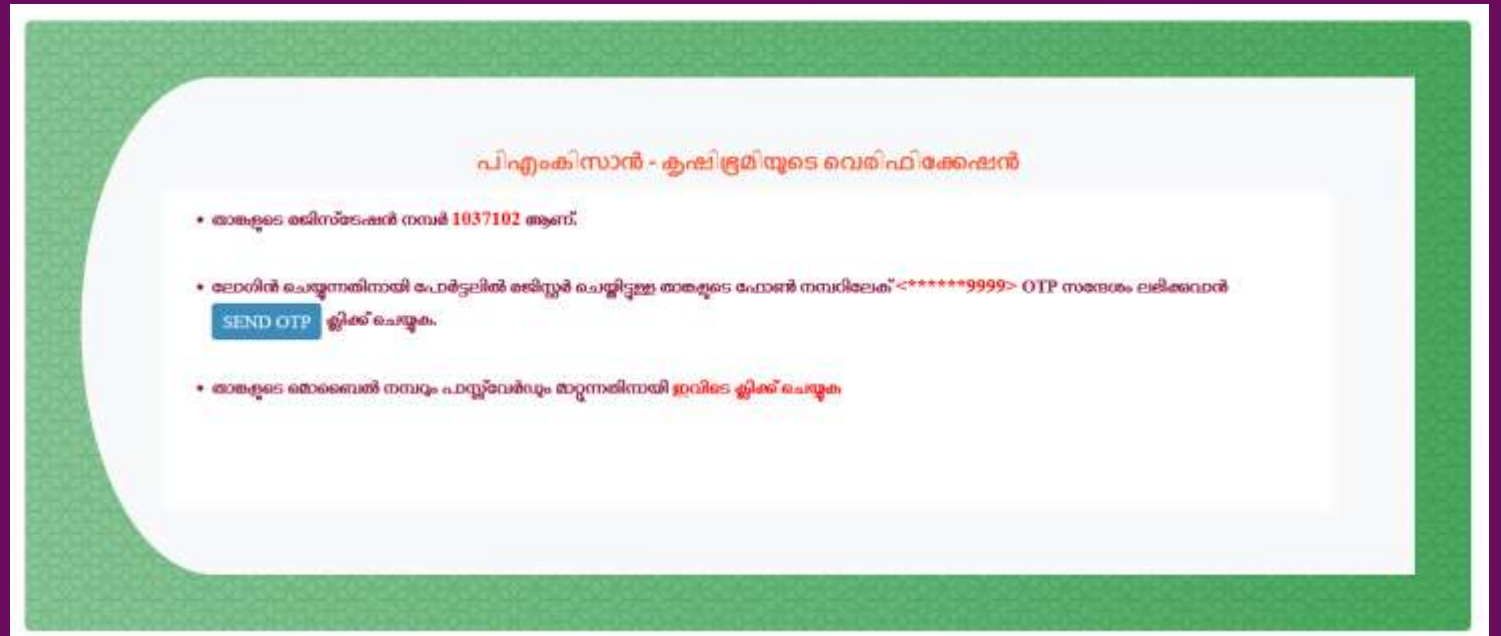 പിഎംകിസാൻ - കൃഷിഭൂമിയുടെ വെരിഫിക്കേഷൻ
• താങ്കളുടെ രജിസ്ട്രേഷൻ നമ്പർ 1037102 ആണ്.
• ലോഗിൻ ചെയ്യുന്നതിനായി പോർട്ടലിൽ രജിസ്റ്റർ ചെയ്തിട്ടുള്ള താങ്കളുടെ ഫോൺ നമ്പറിലേക് <******9999> OTP സന്ദേശം ലഭിക്കുവാൻ
SEND OTP ക്ലിക്ക് ചെയ്യുക.
• താങ്കളുടെ മൊബൈൽ നമ്പറും പാസ്സ്‌വേർഡും മാറ്റുന്നതിനായി ഇവിടെ ക്ലിക്ക് ചെയ്യുക